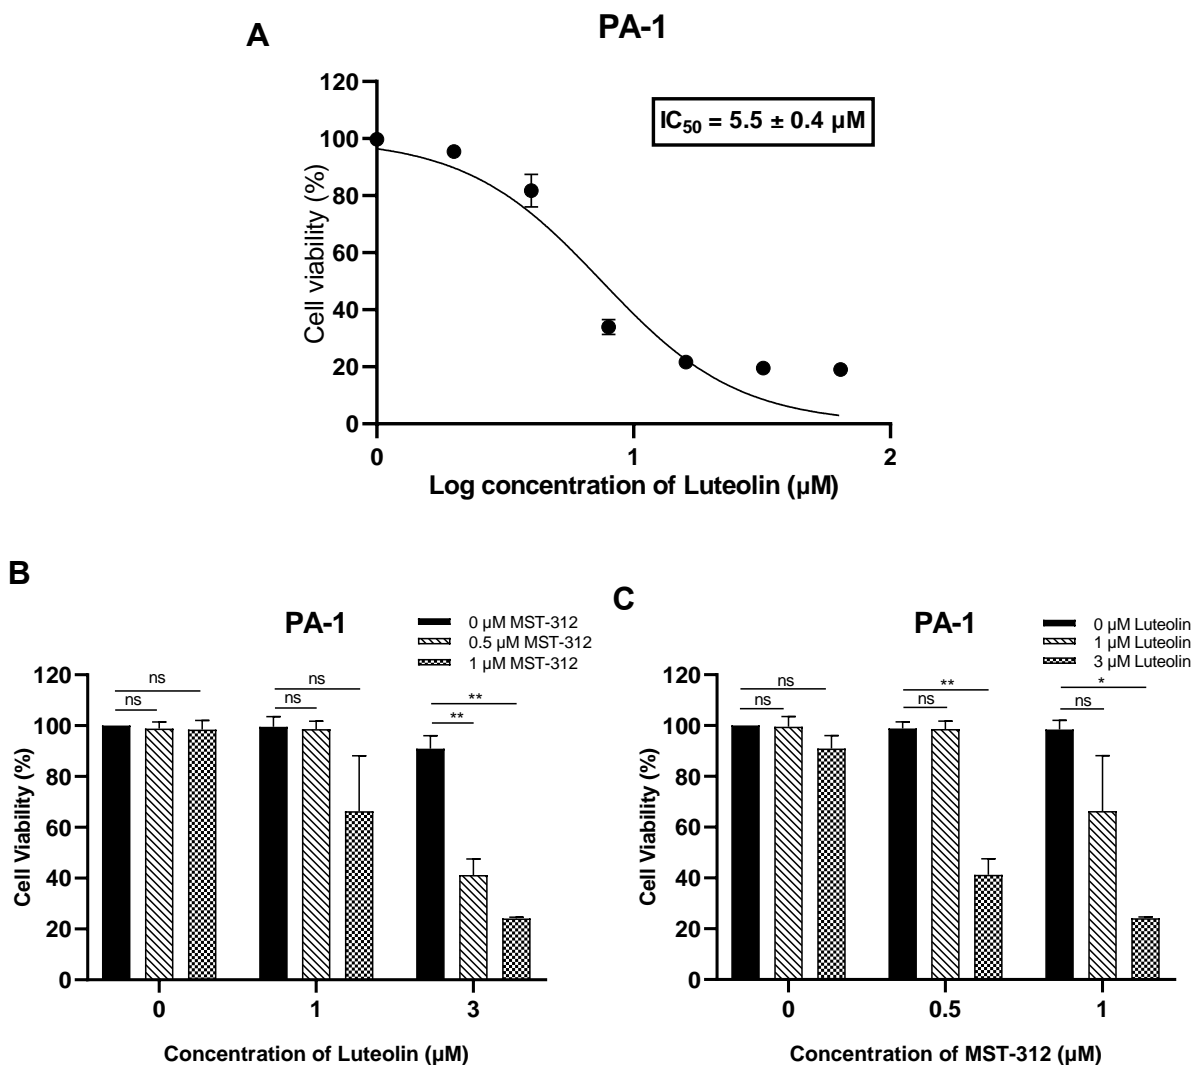 A
PA-1
120
100
80
60
40
20
0
Cell viability (%)
IC₅₀ = 5.5 ± 0.4 µM
0
1
2
Log concentration of Luteolin (µM)
B
PA-1
0 µM MST-312
0.5 µM MST-312
1 µM MST-312
120
100
80
60
40
20
0
Cell Viability (%)
ns
ns
ns
ns
**
**
0
1
3
Concentration of Luteolin (µM)
C
PA-1
0 µM Luteolin
1 µM Luteolin
3 µM Luteolin
120
100
80
60
40
20
0
Cell Viability (%)
ns
ns
**
ns
*
ns
0
0.5
1
Concentration of MST-312 (µM)